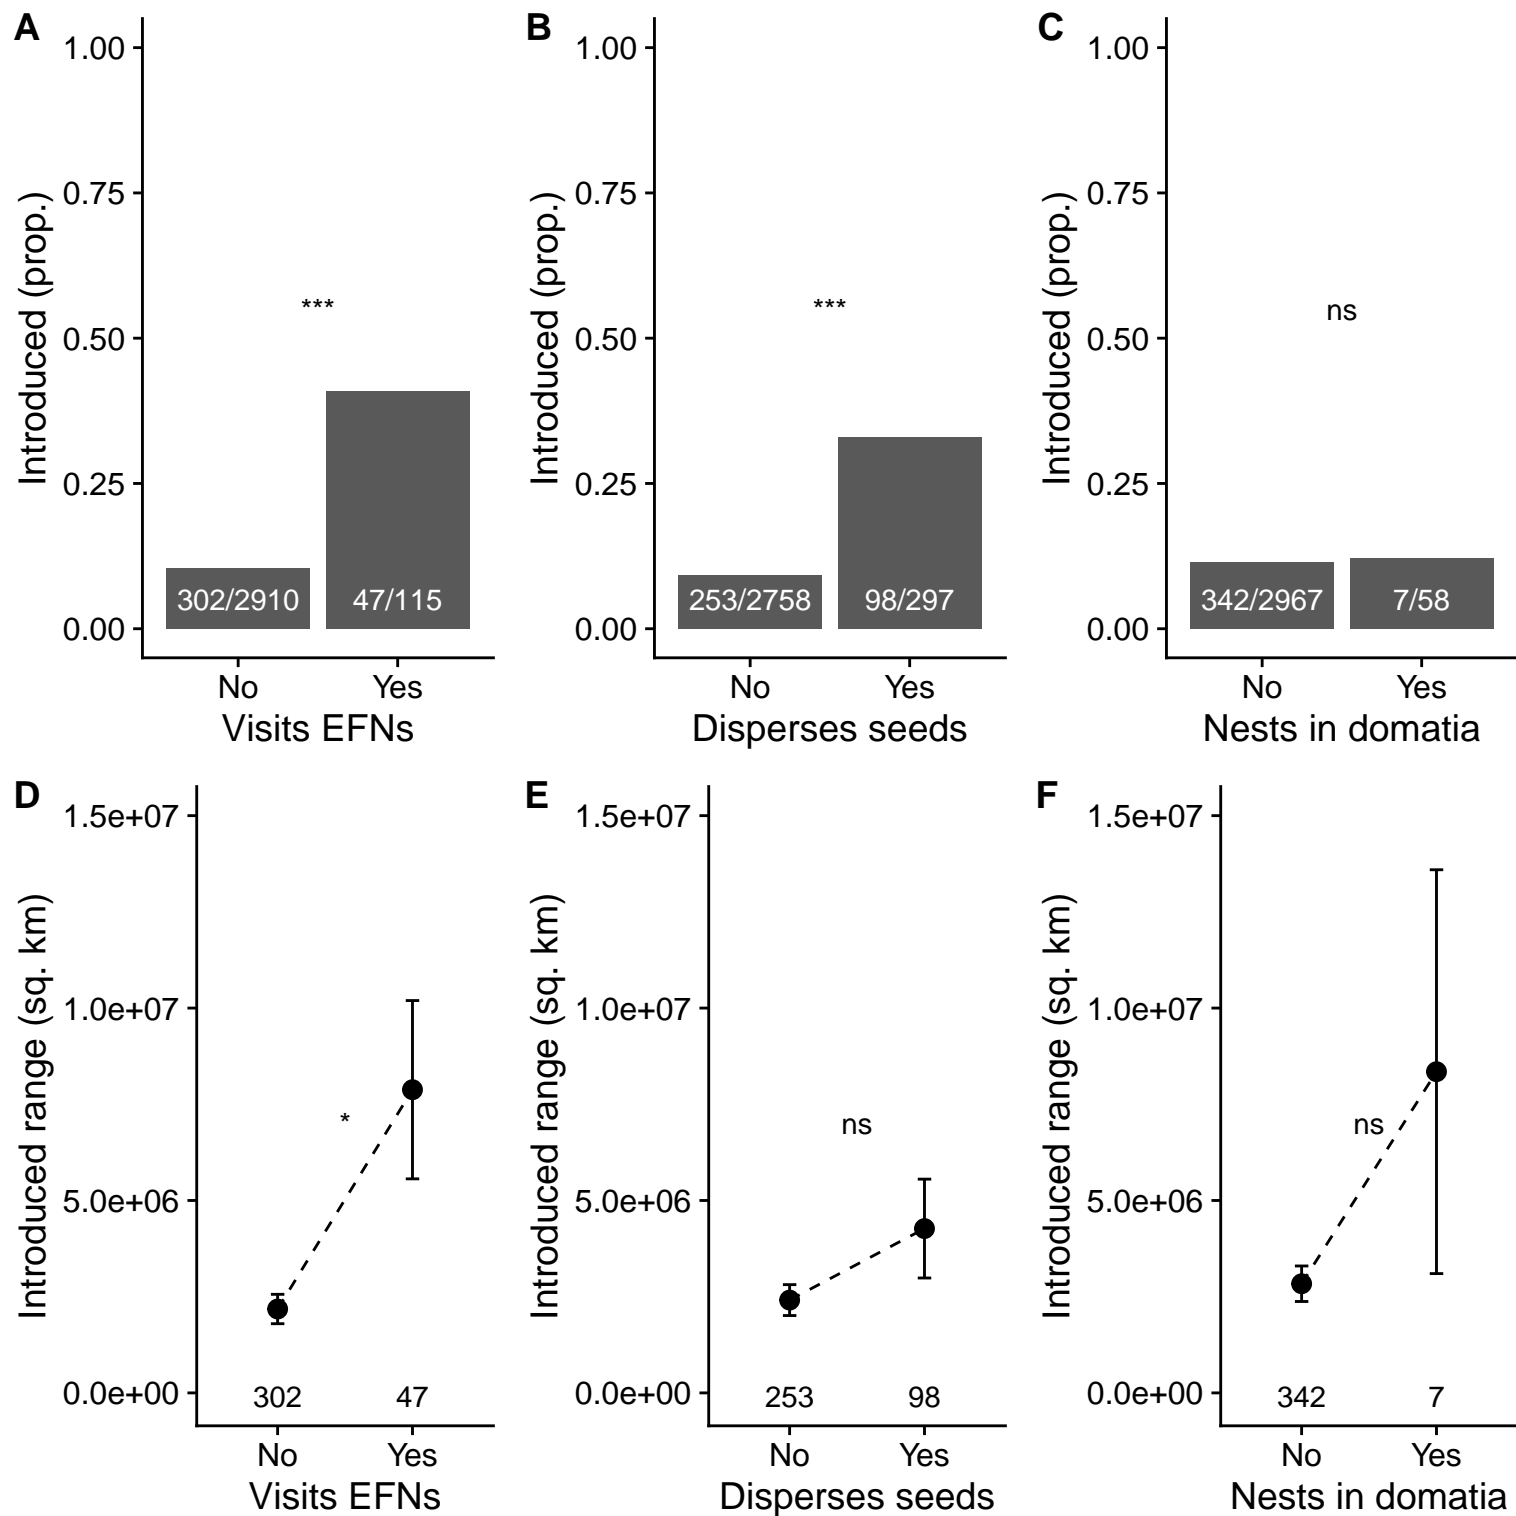 A
1.00
0.75
0.50
0.25
0.00
Introduced (prop.)
***
302/2910
47/115
No
Yes
Visits EFNs
B
1.00
0.75
0.50
0.25
0.00
Introduced (prop.)
***
253/2758
98/297
No
Yes
Disperses seeds
C
1.00
0.75
0.50
0.25
0.00
Introduced (prop.)
ns
342/2967
7/58
No
Yes
Nests in domatia
D
1.5e+07
1.0e+07
5.0e+06
0.0e+00
Introduced range (sq. km)
*
302
47
No
Yes
Visits EFNs
E
1.5e+07
1.0e+07
5.0e+06
0.0e+00
Introduced range (sq. km)
ns
253
98
No
Yes
Disperses seeds
F
1.5e+07
1.0e+07
5.0e+06
0.0e+00
Introduced range (sq. km)
ns
342
7
No
Yes
Nests in domatia